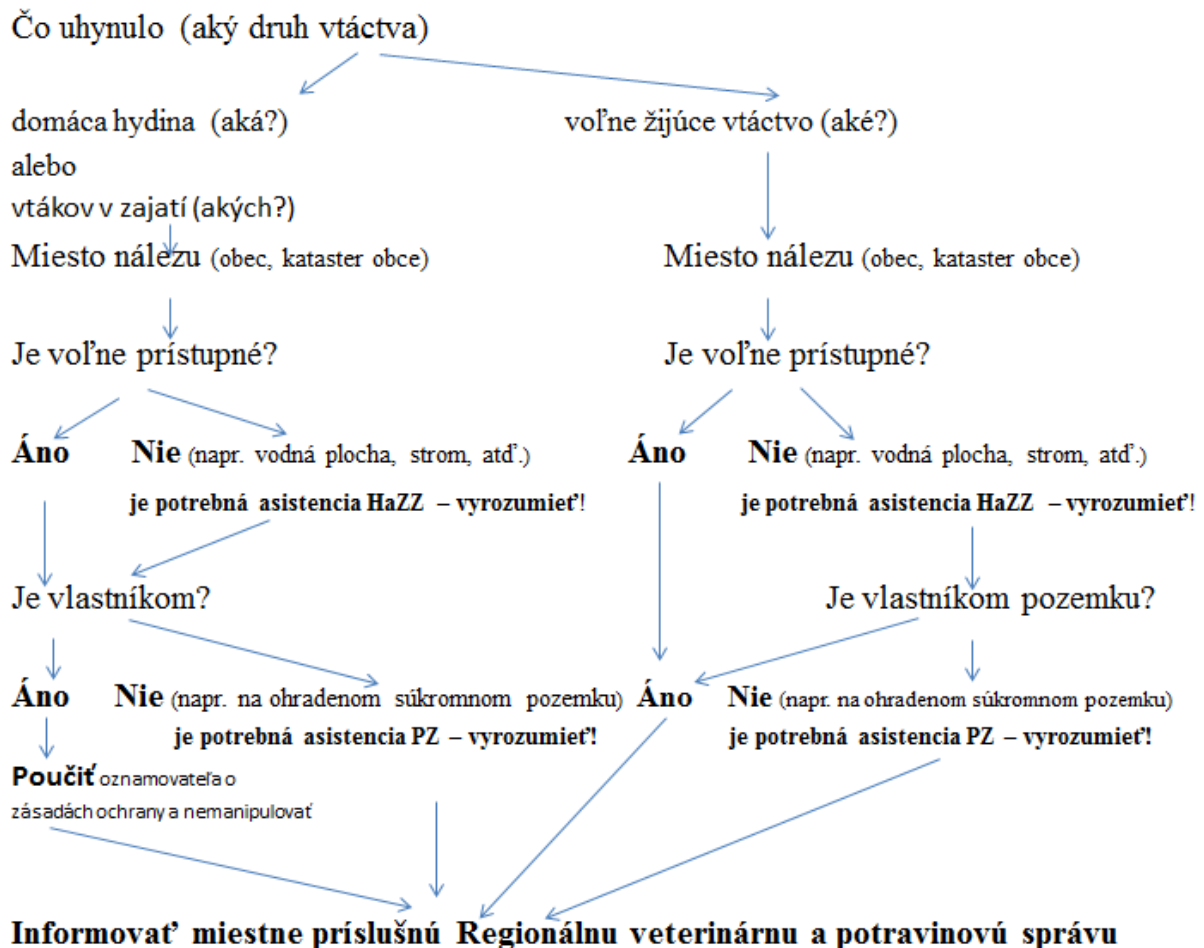 Čo uhynulo (aký druh vtáctva)
domáca hydina (aká?)
voľne žijúce vtáctvo (aké?)
alebo
vtákov v zajatí (akých?)
Miesto nálezu (obec, kataster obce)
Miesto nálezu (obec, kataster obce)
Je voľne prístupné?
Je voľne prístupné?
Áno
Nie (napr. vodná plocha, strom, atď.)
Áno
Nie (napr. vodná plocha, strom, atď.)
je potrebná asistencia HaZZ – vyrozumieť!
je potrebná asistencia HaZZ – vyrozumieť!
Je vlastníkom?
Je vlastníkom pozemku?
Áno
Nie (napr. na ohradenom súkromnom pozemku)
Áno
Nie (napr. na ohradenom súkromnom pozemku)
je potrebná asistencia PZ – vyrozumieť!
je potrebná asistencia PZ – vyrozumieť!
Poučiť oznamovateľa o
zásadách ochrany a nemanipulovať
Informovať miestne príslušnú Regionálnu veterinárnu a potravinovú správu